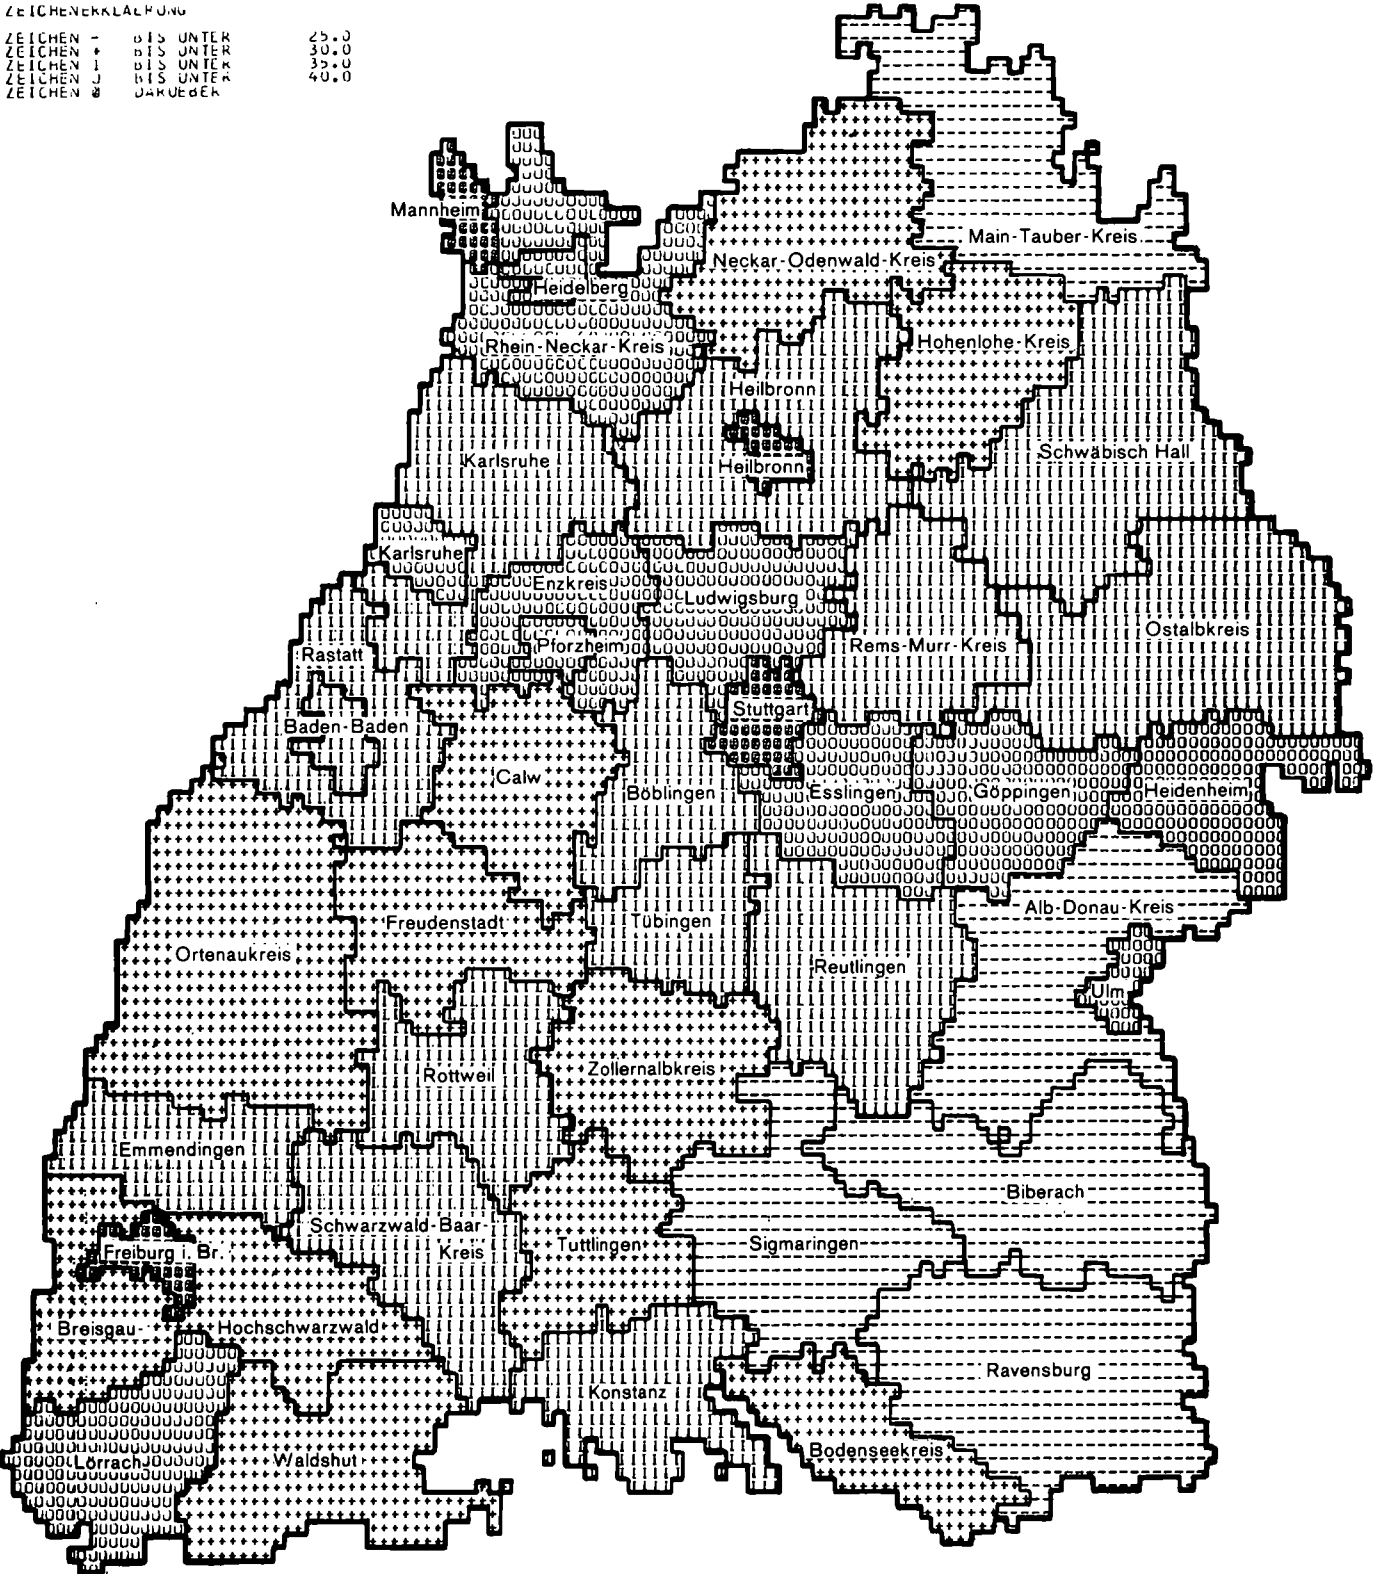 ZEICHENERKLAERUNG
ZEICHEN - BIS UNTER 25.0
ZEICHEN + BIS UNTER 30.0
ZEICHEN I BIS UNTER 35.0
ZEICHEN O BIS UNTER 40.0
ZEICHEN DARUEBER
Mannheim
Main-Tauber-Kreis
Neckar-Odenwald-Kreis
Heidelberg
Hohenlohe-Kreis
Rhein-Neckar-Kreis
Heilbronn
Schwäbisch Hall
Karlsruhe
Heilbronn
Karlsruhe
Enzkreis
Ludwigsburg
Ostalbkreis
Pforzheim
Rems-Murr-Kreis
Rastatt
Stuttgart
Baden-Baden
Calw
Böblingen
Esslingen
Göppingen
Heidenheim
Alb-Donau-Kreis
Freudenstadt
Tübingen
Ortenaukreis
Reutlingen
Ulm
Rottweil
Zollernalbkreis
Emmendingen
Biberach
Schwarzwald-Baar-
Kreis
Tuttlingen
Sigmaringen
Freiburg i. Br.
Breisgau-
Hochschwarzwald
Ravensburg
Konstanz
Bodenseekreis
Lörrach
Waldshut